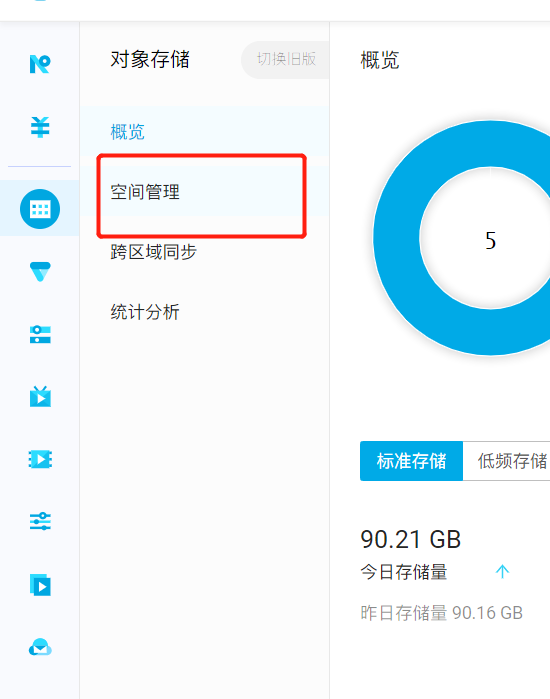 对象存储
切换旧版
概览
空间管理
跨区域同步
统计分析
概览
5
标准存储
低频存储
90.21 GB
今日存储量
昨日存储量 90.16 GB